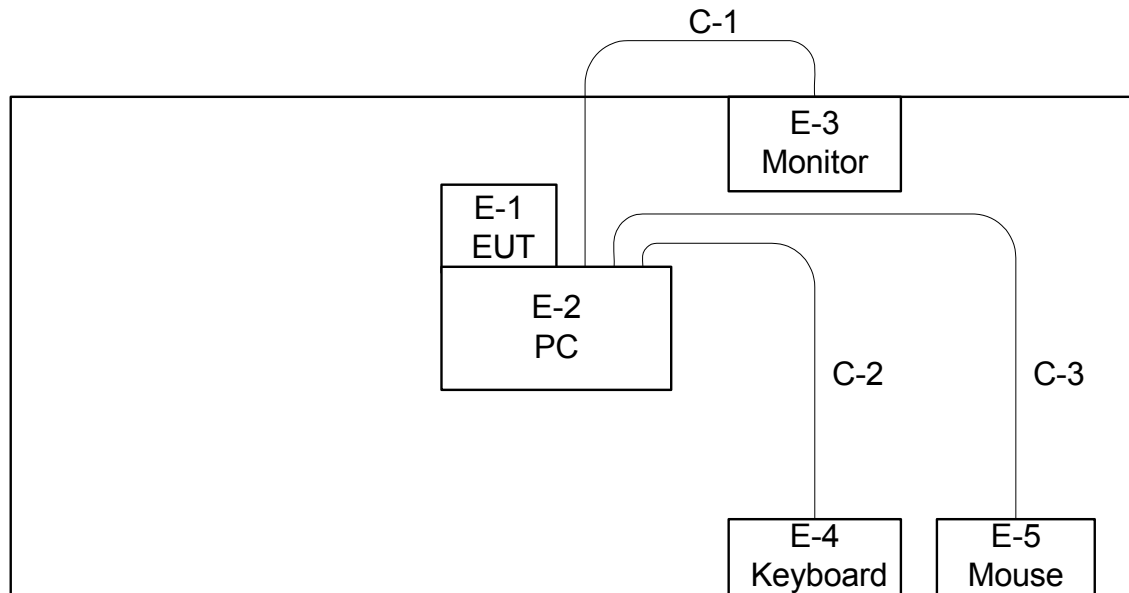 C-1
E-3
Monitor
E-1
EUT
E-2
PC
C-2
C-3
E-4
Keyboard
E-5
Mouse